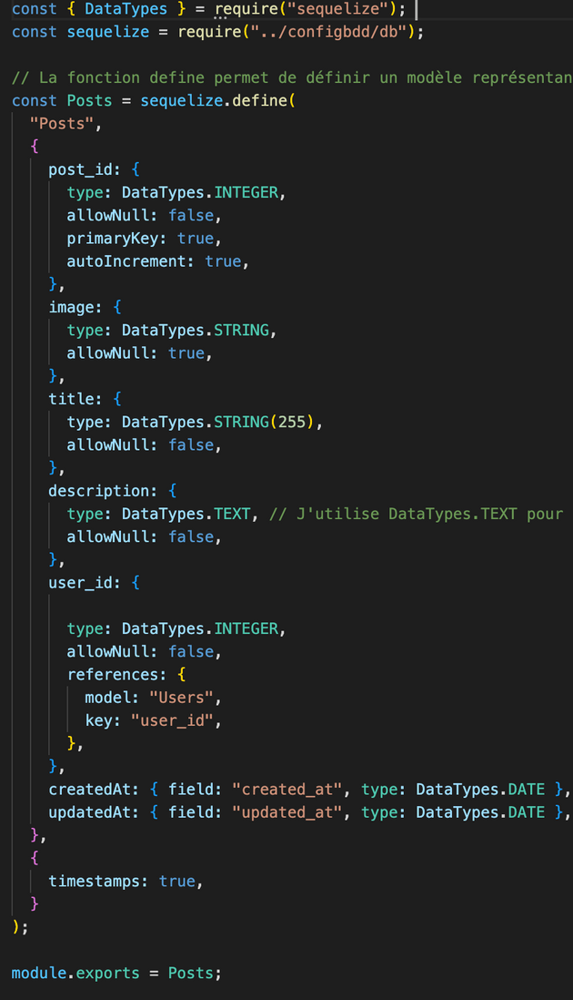 const { DataTypes } = require("sequelize");
const sequelize = require("../configbdd/db");

// La fonction define permet de définir un modèle représentan
const Posts = sequelize.define(
  "Posts",
  {
    post_id: {
      type: DataTypes.INTEGER,
      allowNull: false,
      primaryKey: true,
      autoIncrement: true,
    },
    image: {
      type: DataTypes.STRING,
      allowNull: true,
    },
    title: {
      type: DataTypes.STRING(255),
      allowNull: false,
    },
    description: {
      type: DataTypes.TEXT, // J'utilise DataTypes.TEXT pour
      allowNull: false,
    },
    user_id: {

      type: DataTypes.INTEGER,
      allowNull: false,
      references: {
        model: "Users",
        key: "user_id",
      },
    },
    createdAt: { field: "created_at", type: DataTypes.DATE },
    updatedAt: { field: "updated_at", type: DataTypes.DATE },
  },
  {
    timestamps: true,
  }
);

module.exports = Posts;